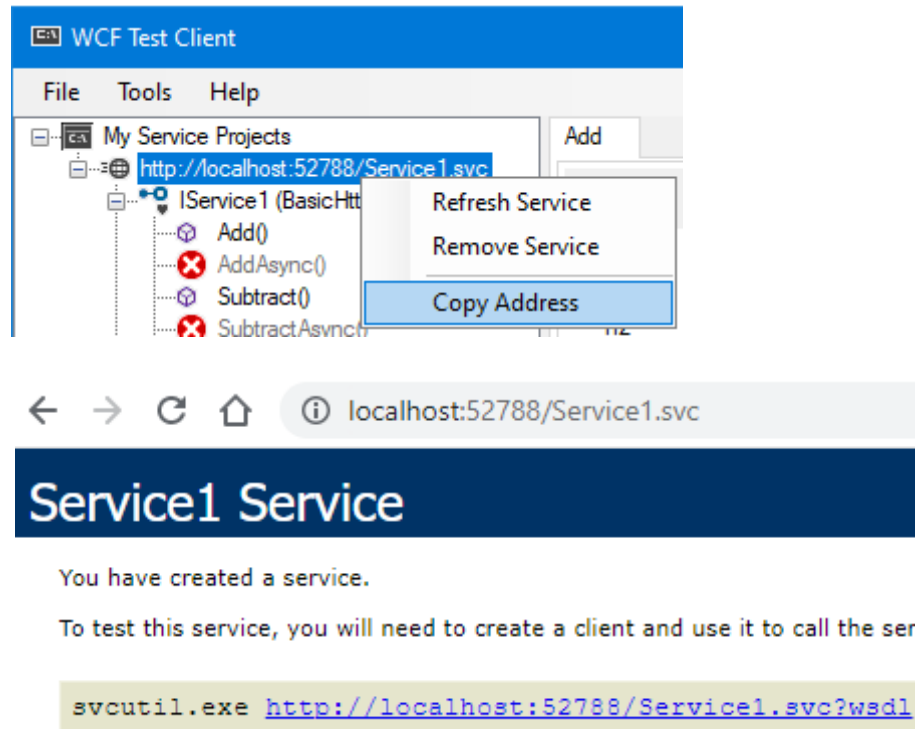 WCF Test Client
File Tools Help
My Service Projects
Add
http://localhost:52788/Service1.svc
IService1 (BasicHtt
Refresh Service
Add()
Remove Service
AddAsync()
Subtract()
Copy Address
SubtractAsync()
localhost:52788/Service1.svc
Service1 Service
You have created a service.
To test this service, you will need to create a client and use it to call the ser
svcutil.exe http://localhost:52788/Service1.svc?wsdl